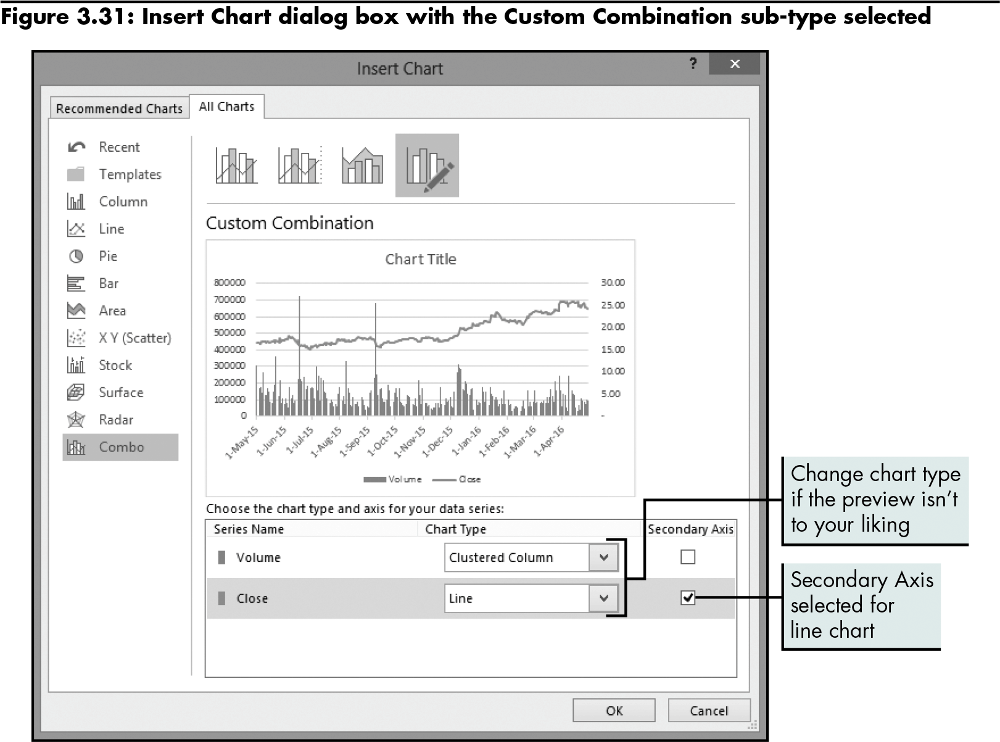 Figure 3.31: Insert Chart dialog box with the Custom Combination sub-type selected
Insert Chart
?
Recommended Charts
All Charts
Recent
Templates
Column
Line
Pie
Bar
Area
X Y (Scatter)
Stock
Surface
Radar
Combo
Custom Combination
Chart Title
800000
700000
600000
500000
400000
300000
200000
100000
0
30.00
25.00
20.00
15.00
10.00
5.00
-
1-May-15
1-Jun-15
1-Jul-15
1-Aug-15
1-Sep-15
1-Oct-15
1-Nov-15
1-Dec-15
1-Jan-16
1-Feb-16
1-Mar-16
1-Apr-16
Volume
Close
Choose the chart type and axis for your data series:
Series Name Chart Type Secondary Axis
Volume Clustered Column
Close Line
OK
Cancel
Change chart type
if the preview isn't
to your liking
Secondary Axis
selected for
line chart